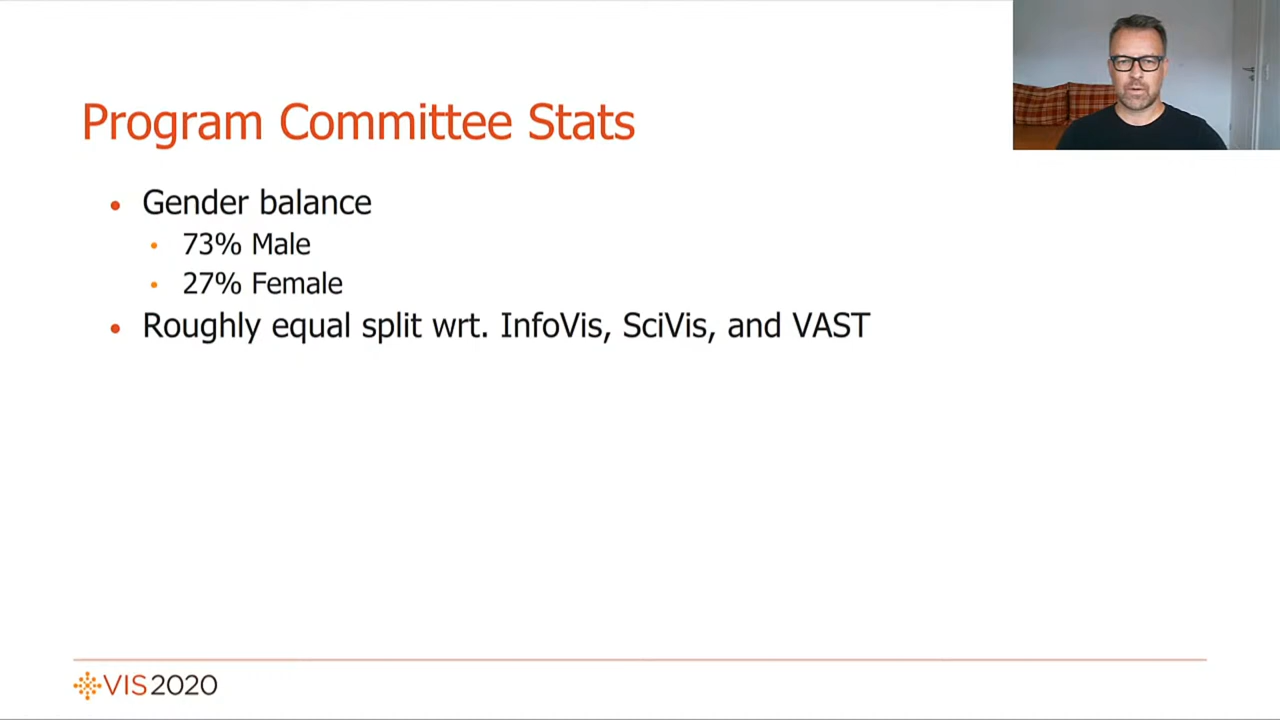 Program Committee Stats
• Gender balance
• 73% Male
• 27% Female
• Roughly equal split wrt. InfoVis, SciVis, and VAST
VIS2020